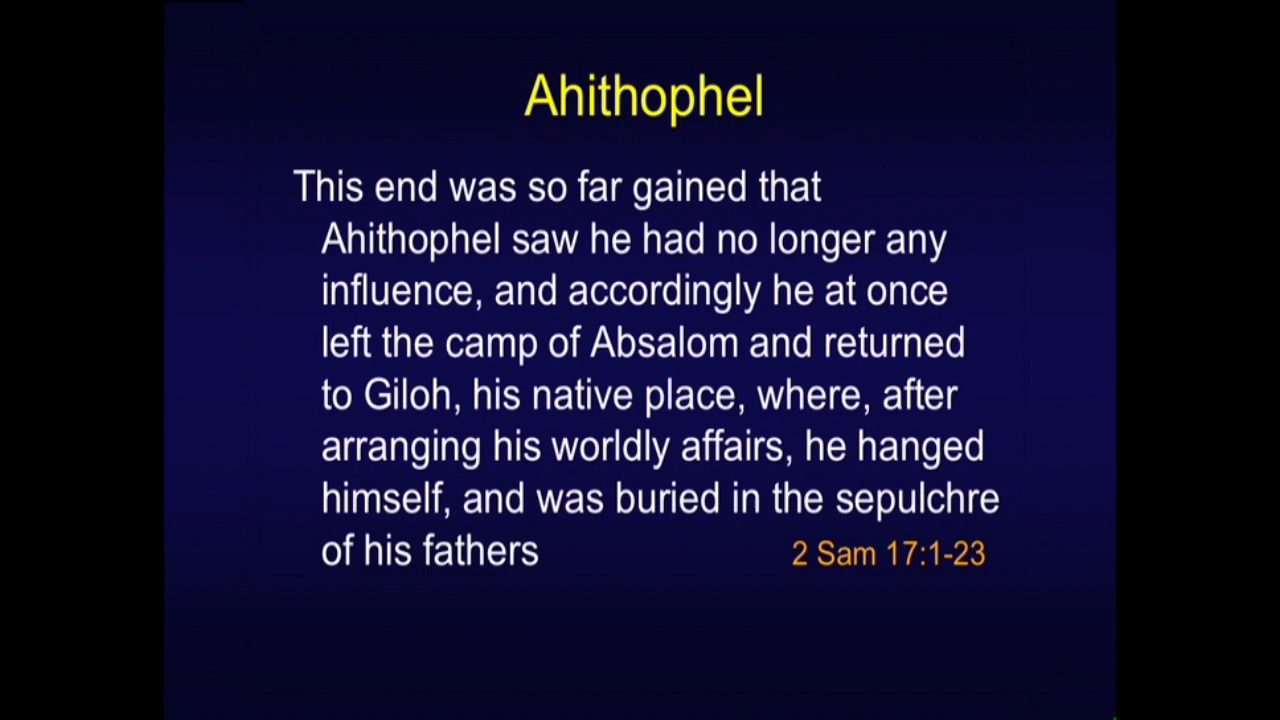 Ahithophel
This end was so far gained that
Ahithophel saw he had no longer any
influence, and accordingly he at once
left the camp of Absalom and returned
to Giloh, his native place, where, after
arranging his worldly affairs, he hanged
himself, and was buried in the sepulchre
of his fathers 2 Sam 17:1-23